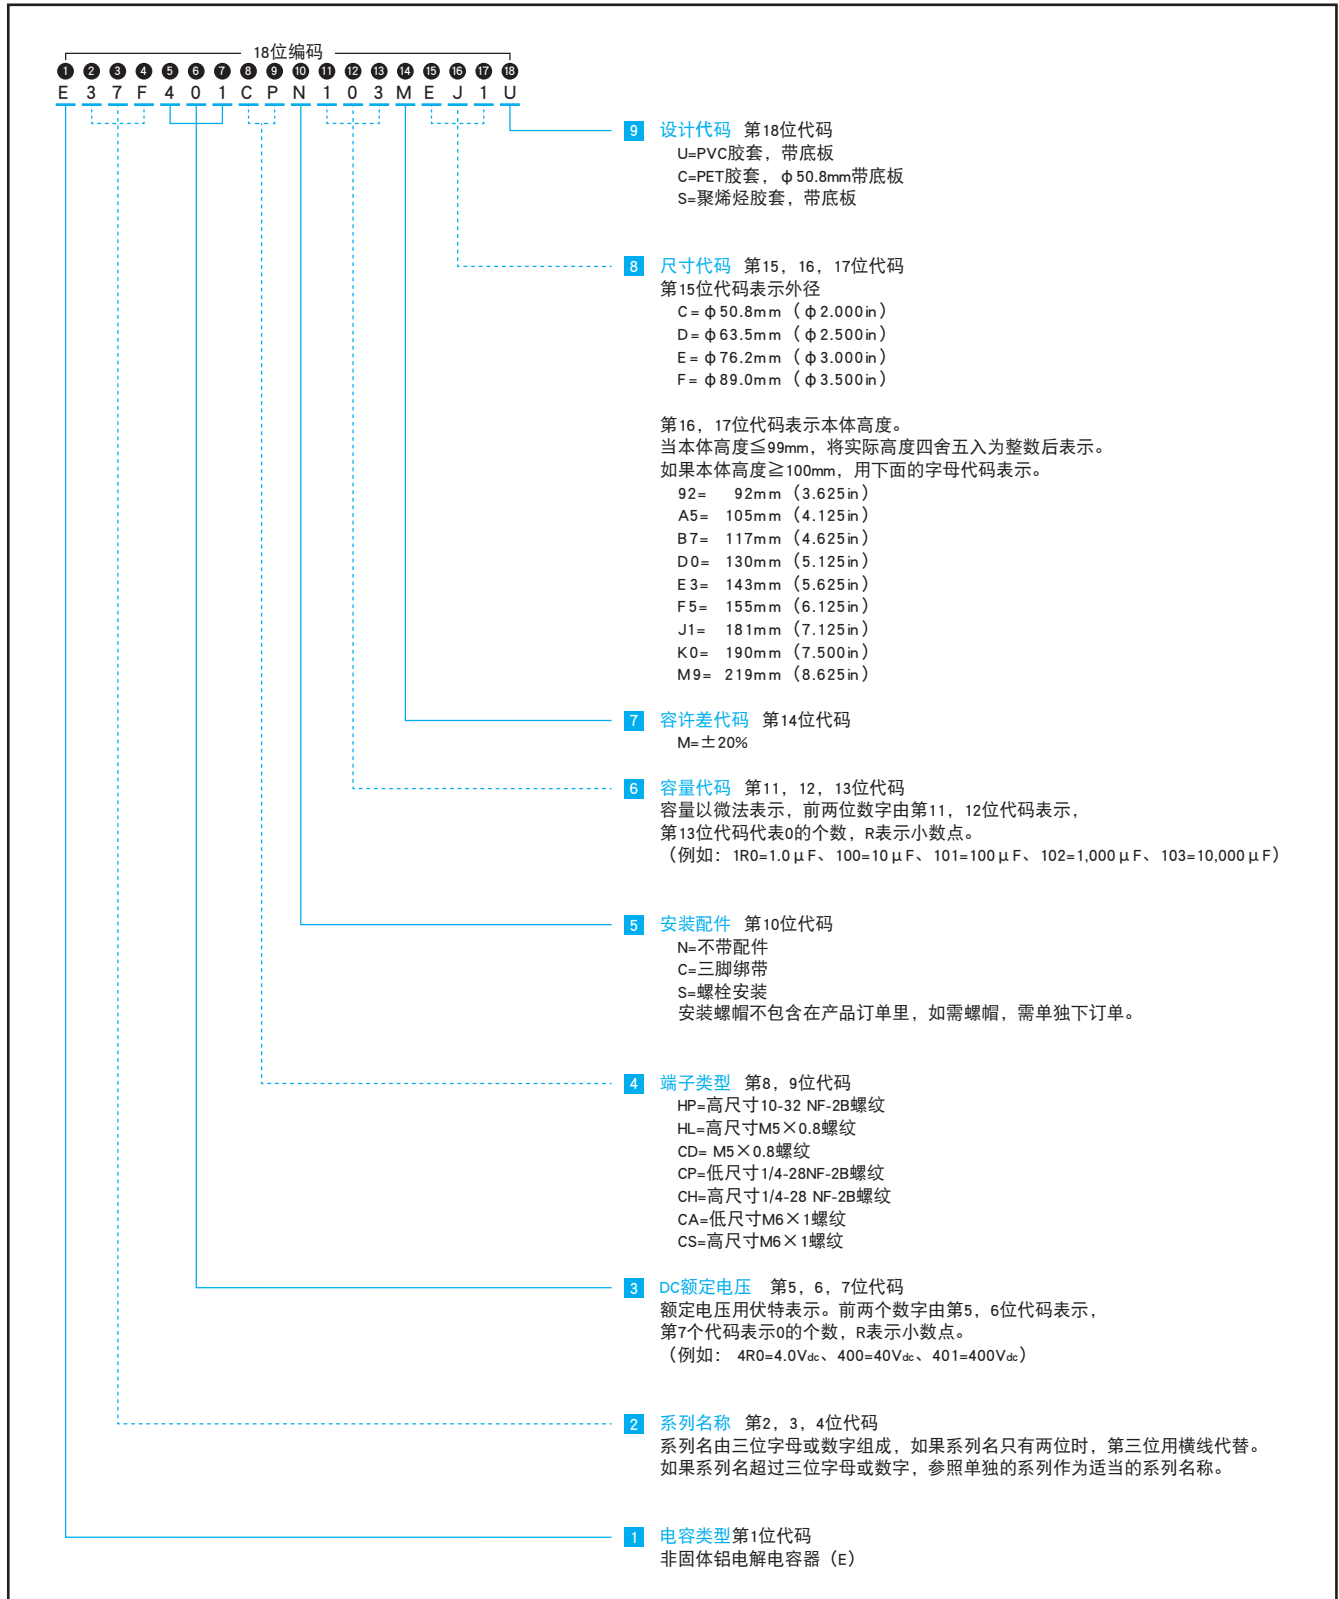 18位编码
1 2 3 4 5 6 7 8 9 10 11 12 13 14 15 16 17 18
E 3 7 F 4 0 1 C P N 1 0 3 M E J 1 U
9 设计代码 第18位代码
U=PVC胶套，带底板
C=PET胶套，φ50.8mm带底板
S=聚烯烃胶套，带底板
8 尺寸代码 第15，16，17位代码
第15位代码表示外径
C=φ50.8mm（φ2.000in）
D=φ63.5mm（φ2.500in）
E=φ76.2mm（φ3.000in）
F=φ89.0mm（φ3.500in）
第16，17位代码表示本体高度。
当本体高度≦99mm，将实际高度四舍五入为整数后表示。
如果本体高度≧100mm，用下面的字母代码表示。
92= 92mm（3.625in）
A5= 105mm（4.125in）
B7= 117mm（4.625in）
D0= 130mm（5.125in）
E3= 143mm（5.625in）
F5= 155mm（6.125in）
J1= 181mm（7.125in）
K0= 190mm（7.500in）
M9= 219mm（8.625in）
7 容许差代码 第14位代码
M=±20%
6 容量代码 第11，12，13位代码
容量以微法表示，前两位数字由第11，12位代码表示，
第13位代码代表0的个数，R表示小数点。
（例如：1R0=1.0μF、100=10μF、101=100μF、102=1,000μF、103=10,000μF）
5 安装配件 第10位代码
N=不带配件
C=三脚绑带
S=螺栓安装
安装螺帽不包含在产品订单里，如需螺帽，需单独下订单。
4 端子类型 第8，9位代码
HP=高尺寸10-32 NF-2B螺纹
HL=高尺寸M5×0.8螺纹
CD= M5×0.8螺纹
CP=低尺寸1/4-28NF-2B螺纹
CH=高尺寸1/4-28 NF-2B螺纹
CA=低尺寸M6×1螺纹
CS=高尺寸M6×1螺纹
3 DC额定电压 第5，6，7位代码
额定电压用伏特表示。前两个数字由第5，6位代码表示，
第7个代码表示0的个数，R表示小数点。
（例如： 4R0=4.0Vdc、400=40Vdc、401=400Vdc）
2 系列名称 第2，3，4位代码
系列名由三位字母或数字组成，如果系列名只有两位时，第三位用横线代替。
如果系列名超过三位字母或数字，参照单独的系列作为适当的系列名称。
1 电容类型第1位代码
非固体铝电解电容器（E）